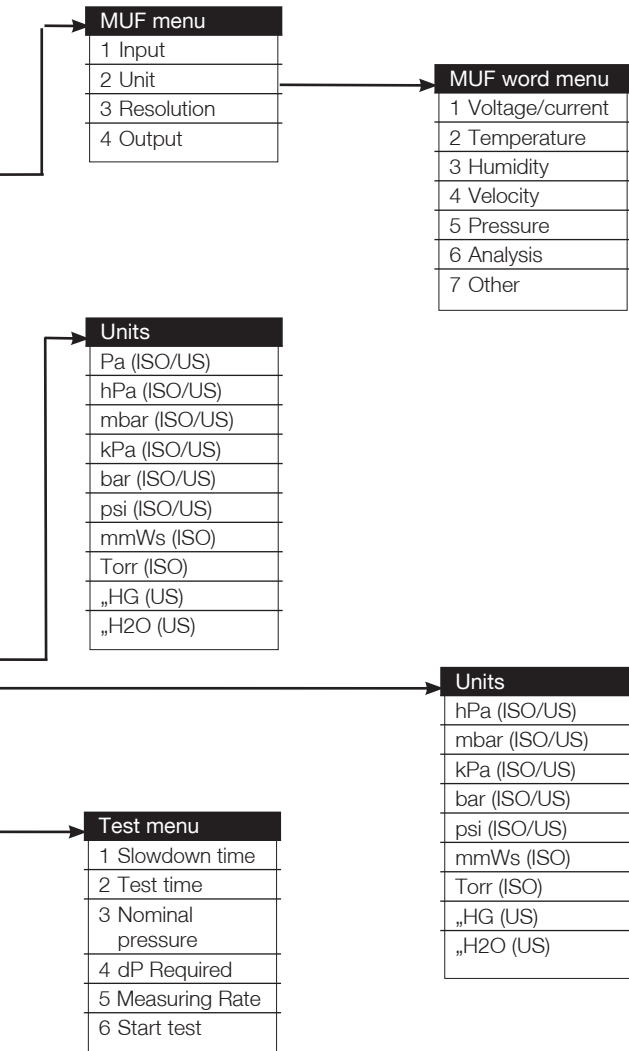 MUF menu
1 Input
2 Unit
3 Resolution
4 Output
MUF word menu
1 Voltage/current
2 Temperature
3 Humidity
4 Velocity
5 Pressure
6 Analysis
7 Other
Units
Pa (ISO/US)
hPa (ISO/US)
mbar (ISO/US)
kPa (ISO/US)
bar (ISO/US)
psi (ISO/US)
mmWs (ISO)
Torr (ISO)
„HG (US)
„H2O (US)
Units
hPa (ISO/US)
mbar (ISO/US)
kPa (ISO/US)
bar (ISO/US)
psi (ISO/US)
mmWs (ISO)
Torr (ISO)
„HG (US)
„H2O (US)
Test menu
1 Slowdown time
2 Test time
3 Nominal
pressure
4 dP Required
5 Measuring Rate
6 Start test